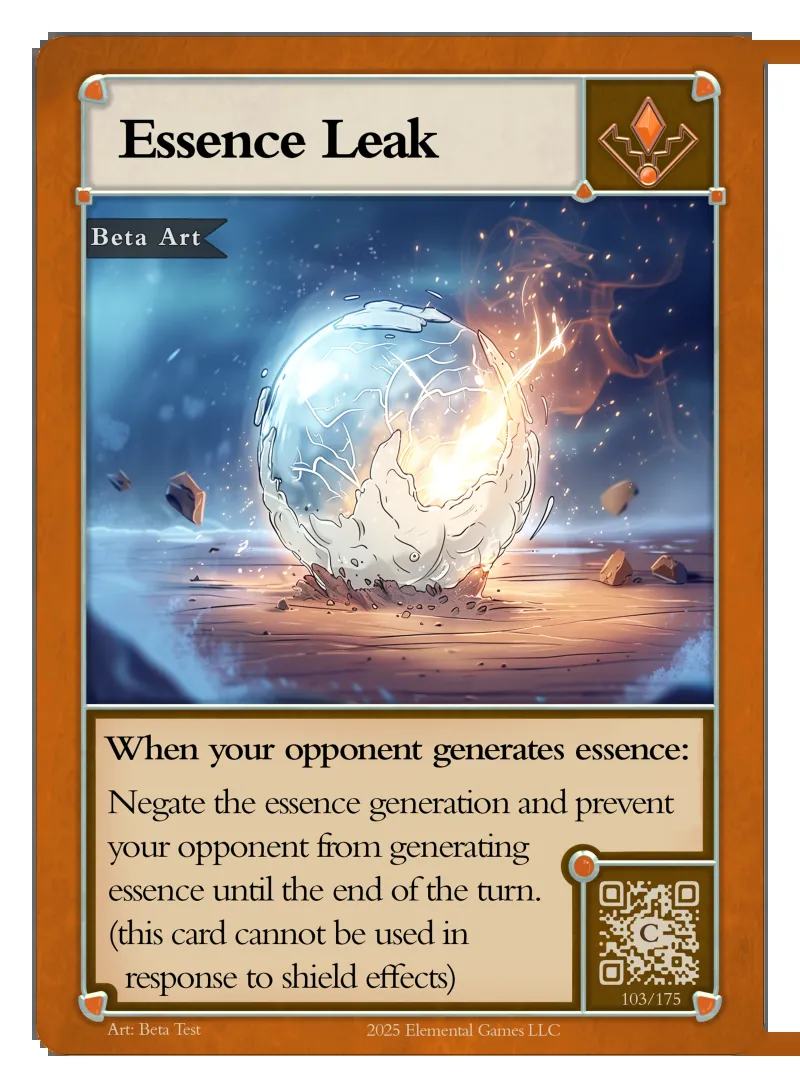 Essence Leak
Beta Art
When your opponent generates essence:
Negate the essence generation and prevent
your opponent from generating
essence until the end of the turn.
(this card cannot be used in
response to shield effects)
C
103/175
Art: Beta Test
2025 Elemental Games LLC